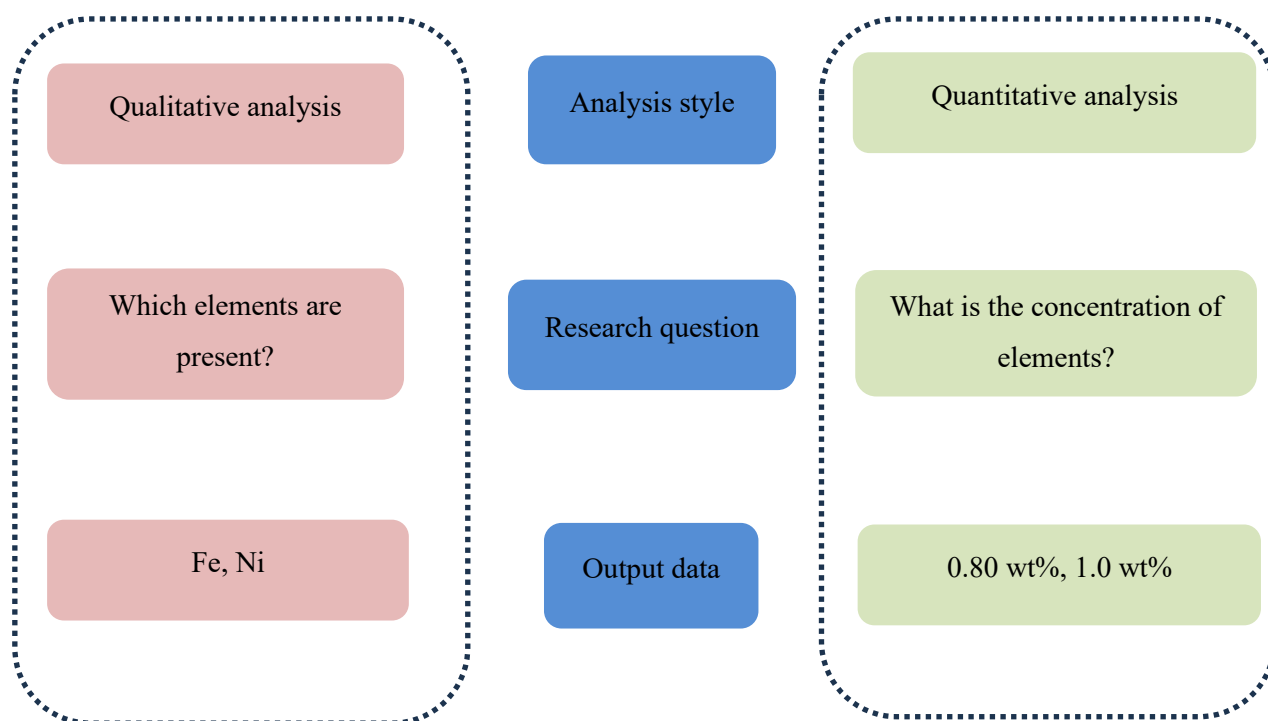 Qualitative analysis
Analysis style
Quantitative analysis
Which elements are
present?
Research question
What is the concentration of
elements?
Fe, Ni
Output data
0.80 wt%, 1.0 wt%